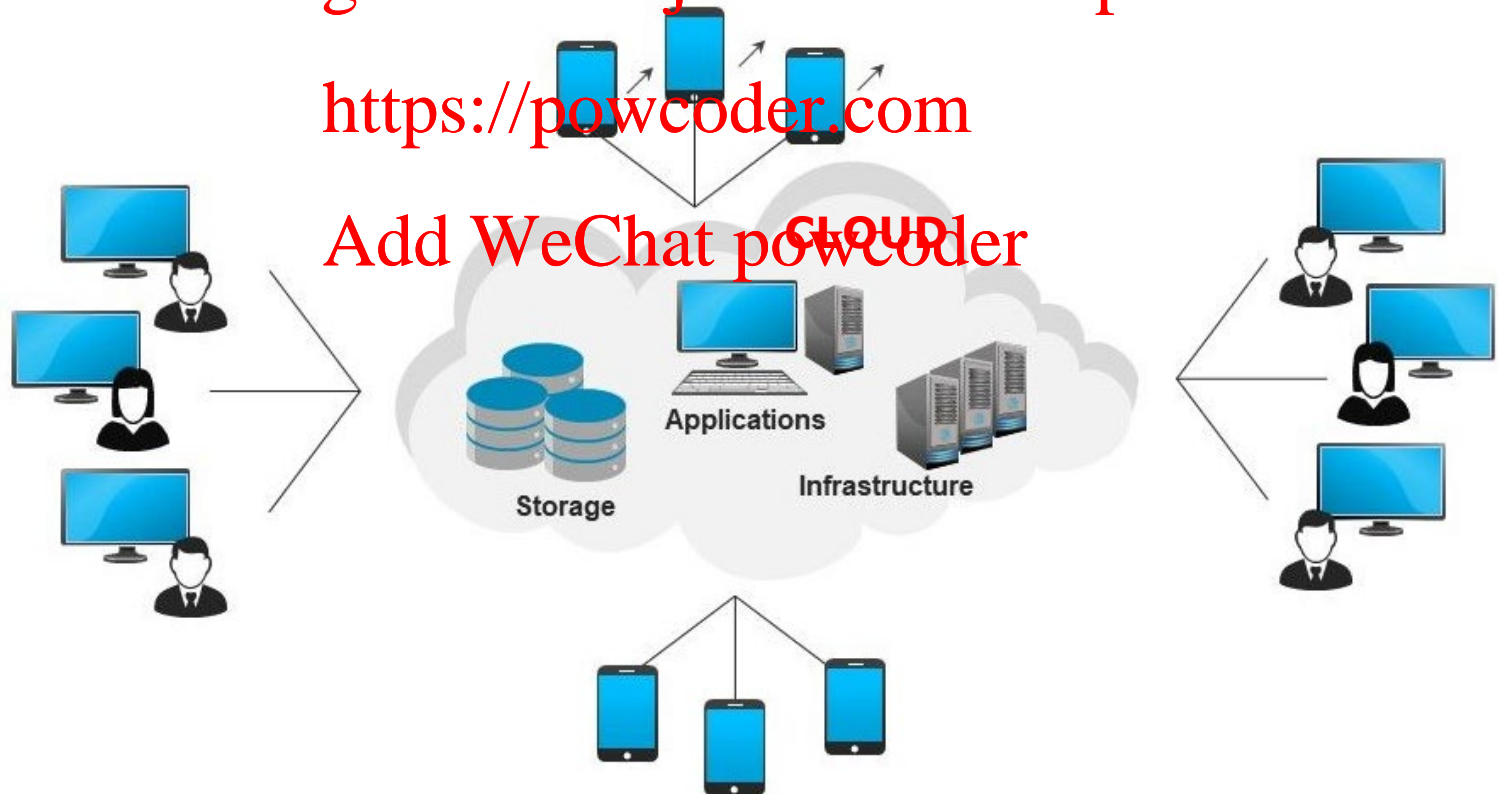 https://powcoder.com
Add WeChat powcoder
CLOUD
Applications
Infrastructure
Storage